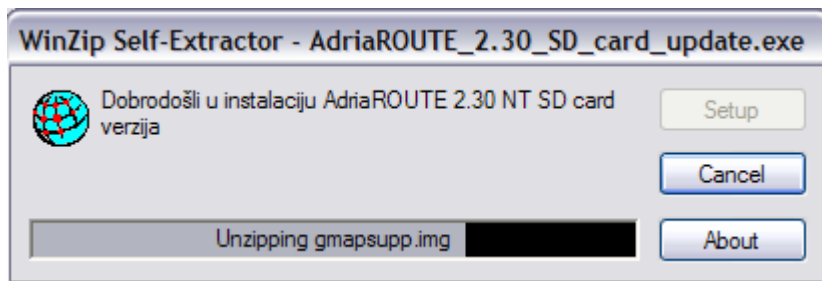 WinZip Self-Extractor - AdriaROUTE_2.30_SD_card_update.exe
Dobrodošli u instalaciju AdriaROUTE 2.30 NT SD card
verzija
Setup
Cancel
Unzipping gmapsupp.img
About